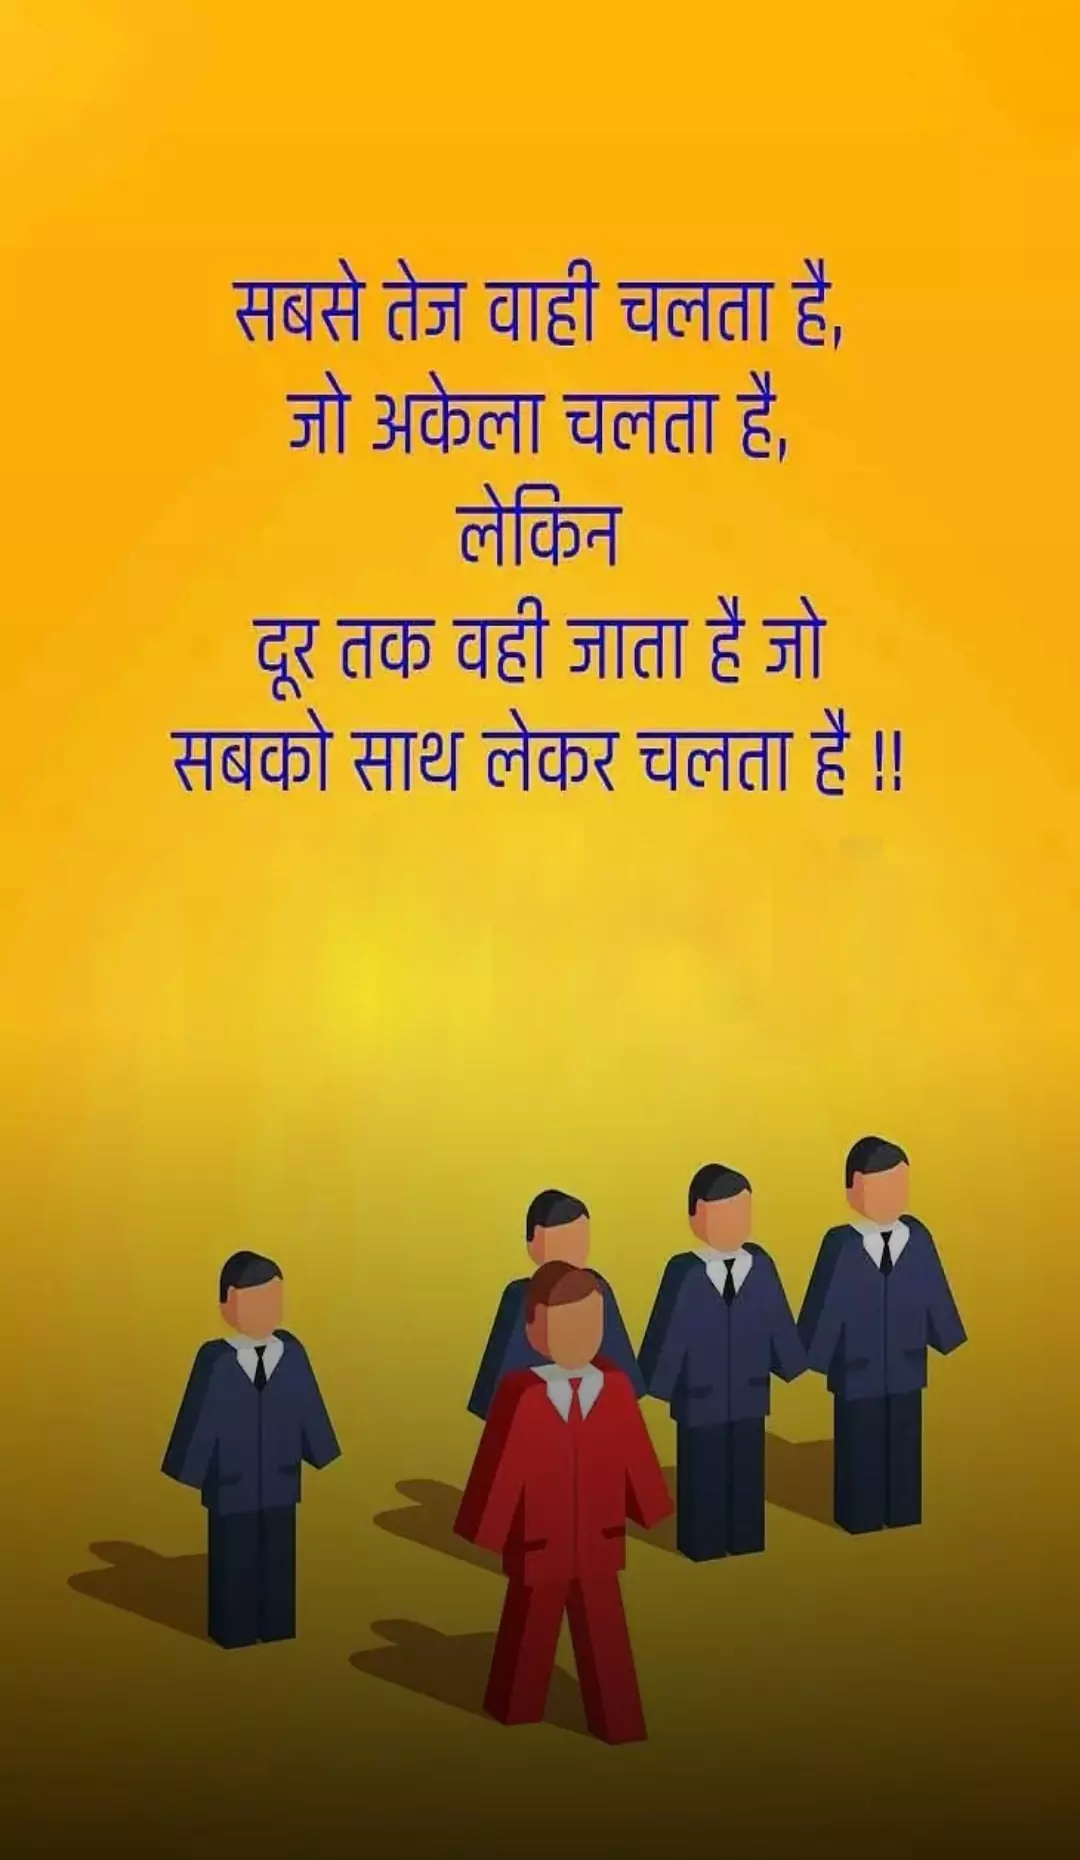 सबसे तेज वाही चलता है,
जो अकेला चलता है,
लेकिन
दूर तक वही जाता है जो
सबको साथ लेकर चलता है !!